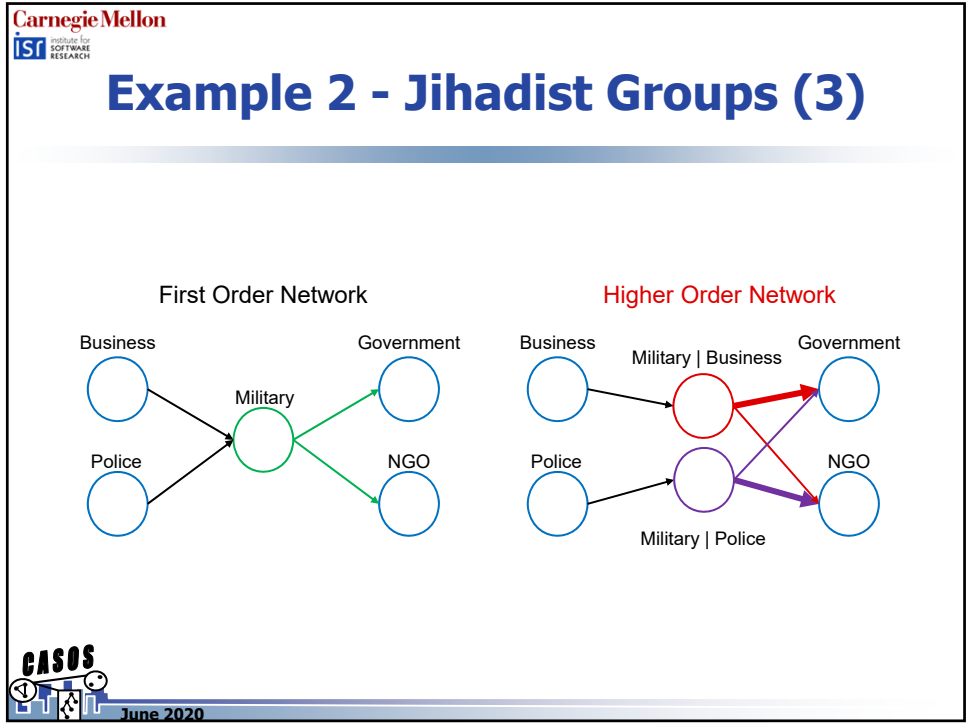 Carnegie Mellon
isr institute for
SOFTWARE
RESEARCH
Example 2 - Jihadist Groups (3)
First Order Network
Business
Government
Military
Police
NGO
Higher Order Network
Business
Military | Business
Government
Police
NGO
Military | Police
CASOS
June 2020